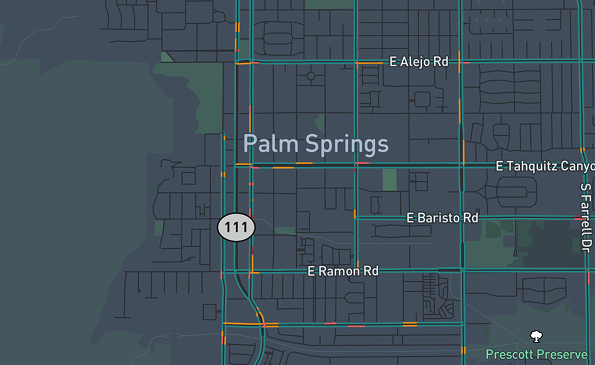 E Alejo Rd
Palm Springs
E Tahquitz Canyo
E Baristo Rd
S Farrell Dr
111
E Ramon Rd
Prescott Preserve